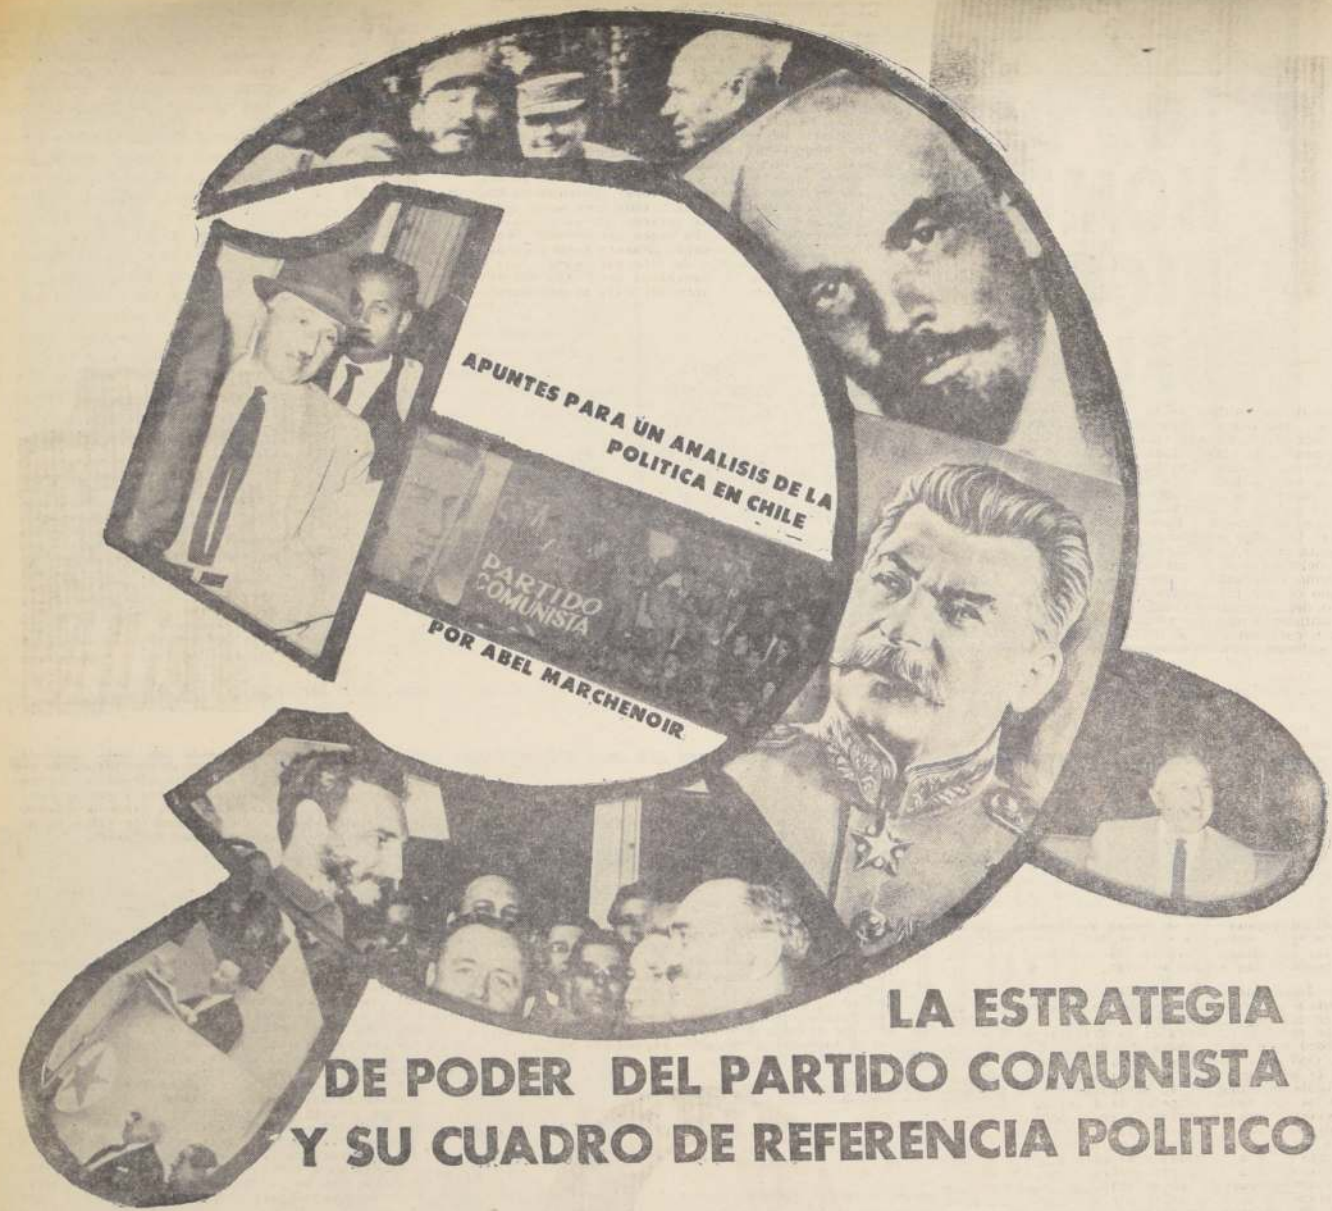 APUNTES PARA UN ANALISIS DE LA
POLITICA EN CHILE
PARTIDO
COMUNISTA
POR ABEL MARCHENOIR
LA ESTRATEGIA
DE PODER DEL PARTIDO COMUNISTA
Y SU CUADRO DE REFERENCIA POLITICO